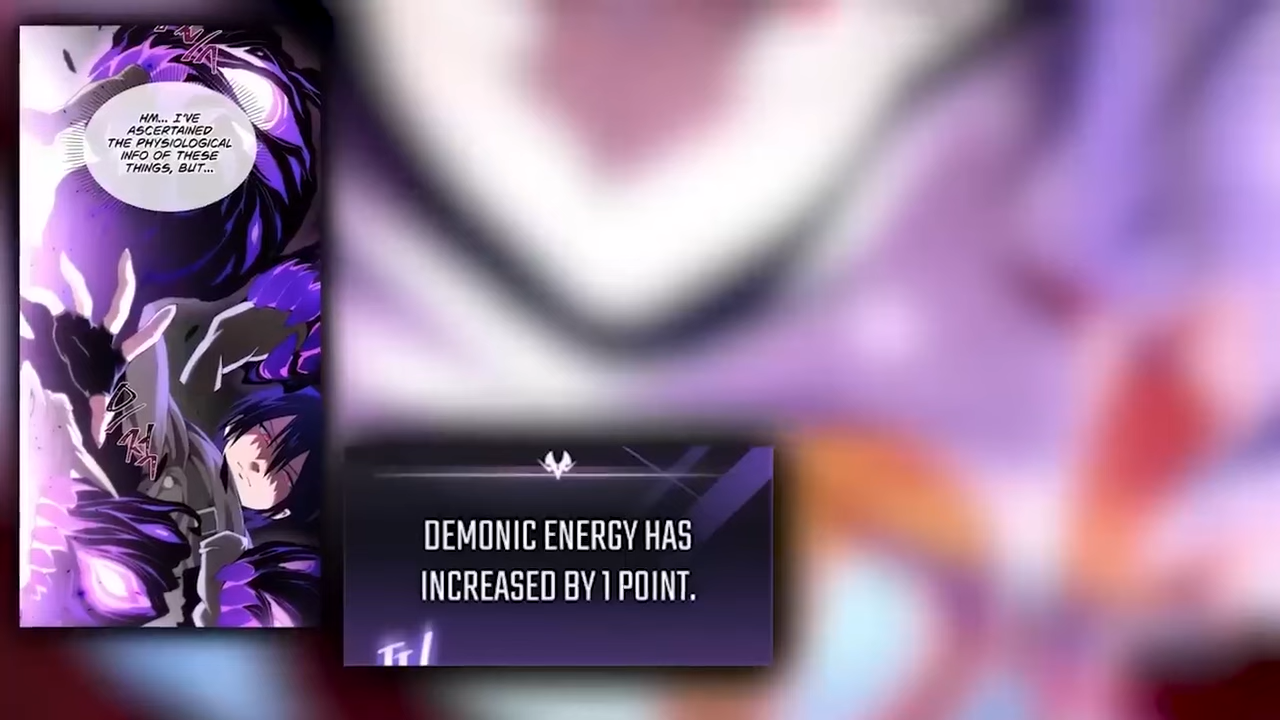 HM... I'VE
ASCERTAINED
THE PHYSIOLOGICAL
INFO OF THESE
THINGS, BUT...
DEMONIC ENERGY HAS
INCREASED BY 1 POINT.